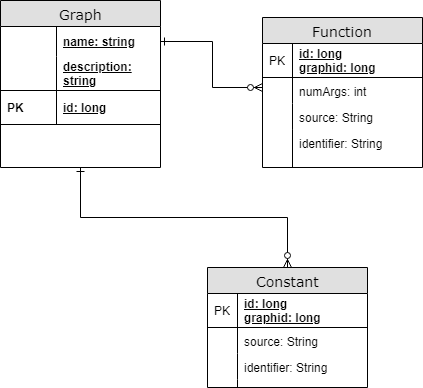 Graph
name: string
description:
string
PK
id: long
Function
PK
id: long
graphid: long
numArgs: int
source: String
identifier: String
Constant
PK
id: long
graphid: long
source: String
identifier: String